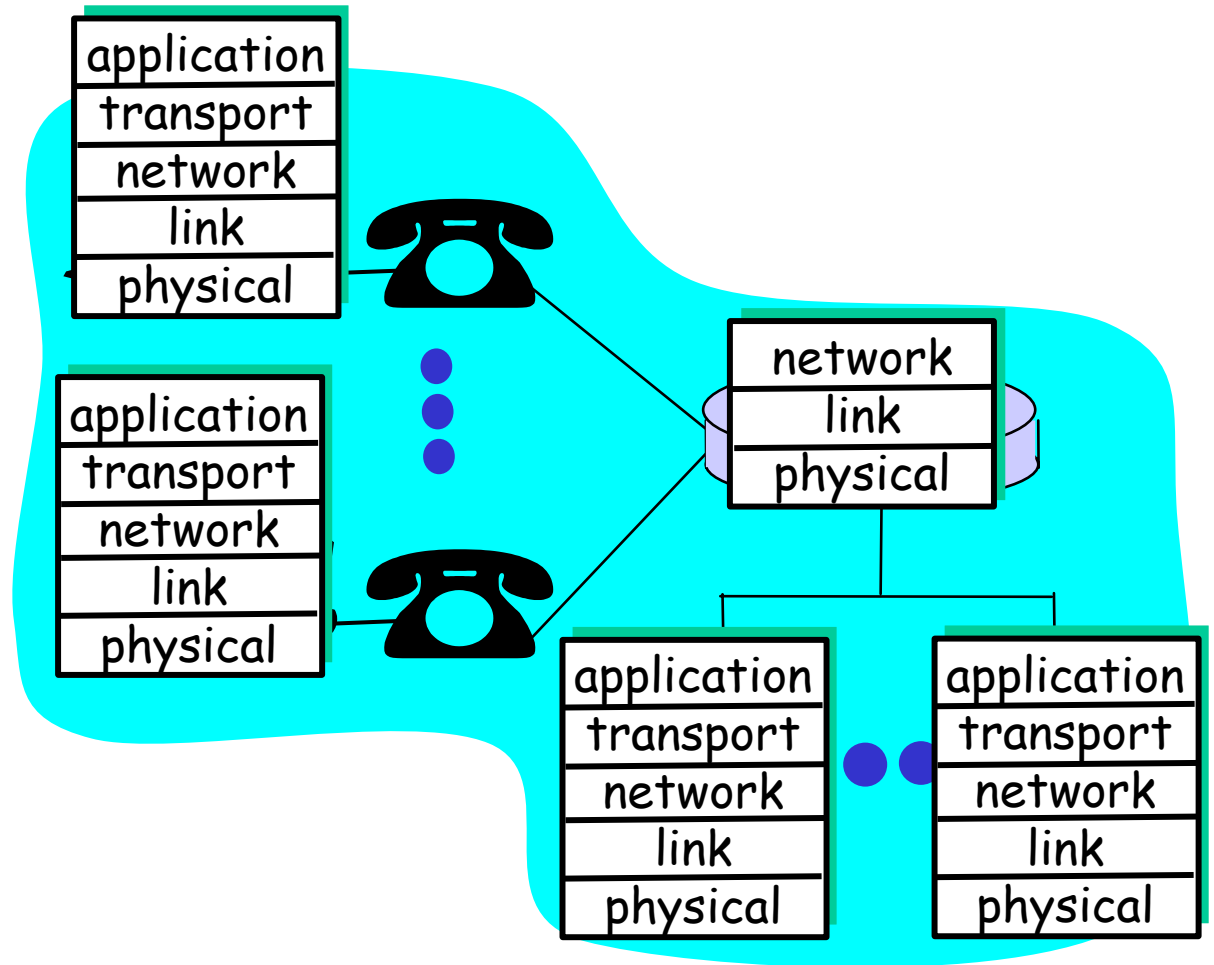 application
transport
network
link
physical
application
transport
network
link
physical
network
link
physical
application
transport
network
link
physical
application
transport
network
link
physical